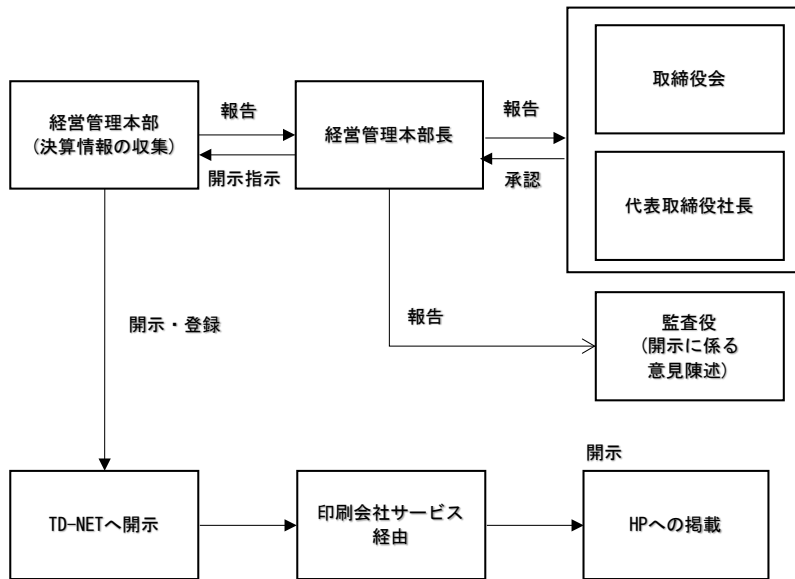 取締役会
経営管理本部
(決算情報の収集)
報告
経営管理本部長
報告
開示指示
承認
代表取締役社長
開示・登録
報告
監査役
(開示に係る
意見陳述)
開示
TD-NETへ開示
印刷会社サービス
経由
HPへの掲載